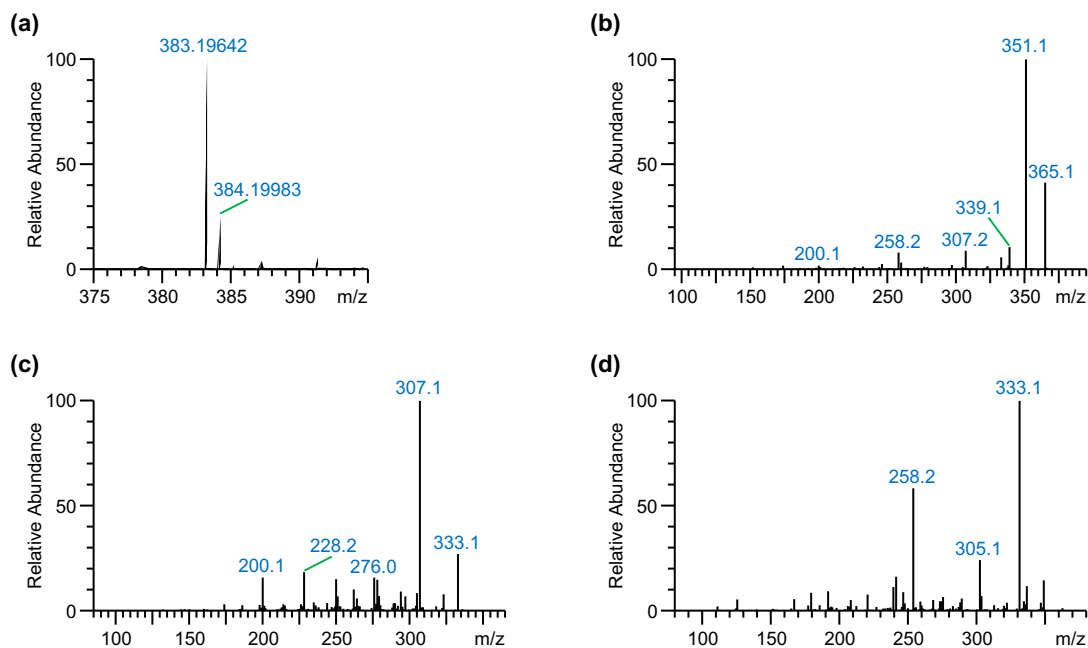 (a)
383.19642
384.19983
100
50
0
Relative Abundance
375 380 385 390 m/z
(b)
351.1
365.1
339.1
307.2
258.2
200.1
100
50
0
Relative Abundance
100 150 200 250 300 350 m/z
(c)
307.1
333.1
228.2
276.0
200.1
100
50
0
Relative Abundance
100 150 200 250 300 m/z
(d)
333.1
258.2
305.1
100
50
0
Relative Abundance
100 150 200 250 300 m/z